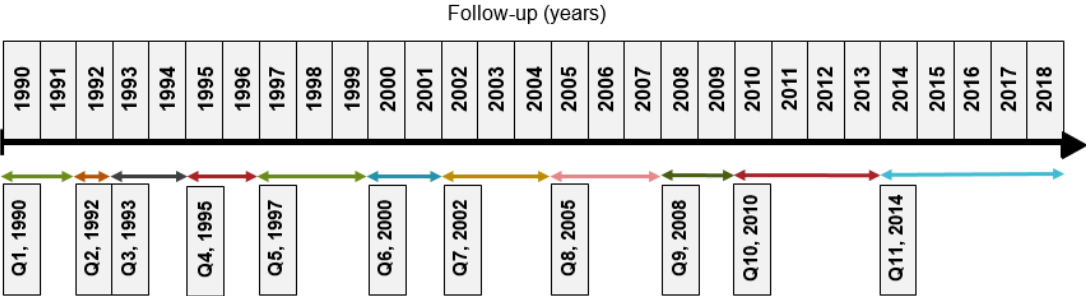 Follow-up (years)
1990
1991
1992
1993
1994
1995
1996
1997
1998
1999
2000
2001
2002
2003
2004
2005
2006
2007
2008
2009
2010
2011
2012
2013
2014
2015
2016
2017
2018
Q1, 1990
Q2, 1992
Q3, 1993
Q4, 1995
Q5, 1997
Q6, 2000
Q7, 2002
Q8, 2005
Q9, 2008
Q10, 2010
Q11, 2014